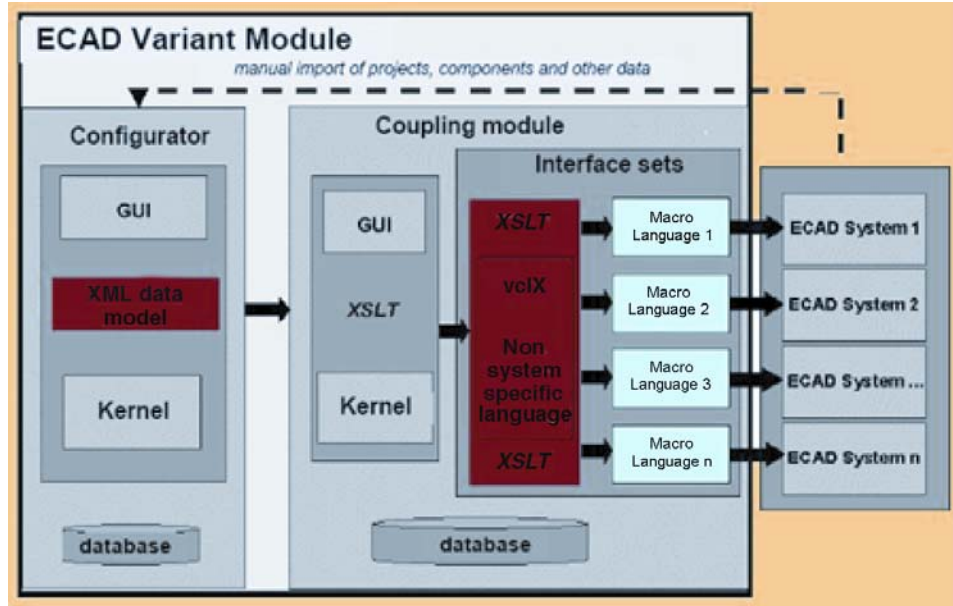 ECAD Variant Module
manual import of projects, components and other data
Configurator
GUI
XML data
model
Kernel
database
Coupling module
GUI
XSLT
Kernel
database
Interface sets
XSLT
vclX
Non
system
specific
language
XSLT
Macro
Language 1
Macro
Language 2
Macro
Language 3
Macro
Language n
ECAD System 1
ECAD System 2
ECAD System ...
ECAD System n